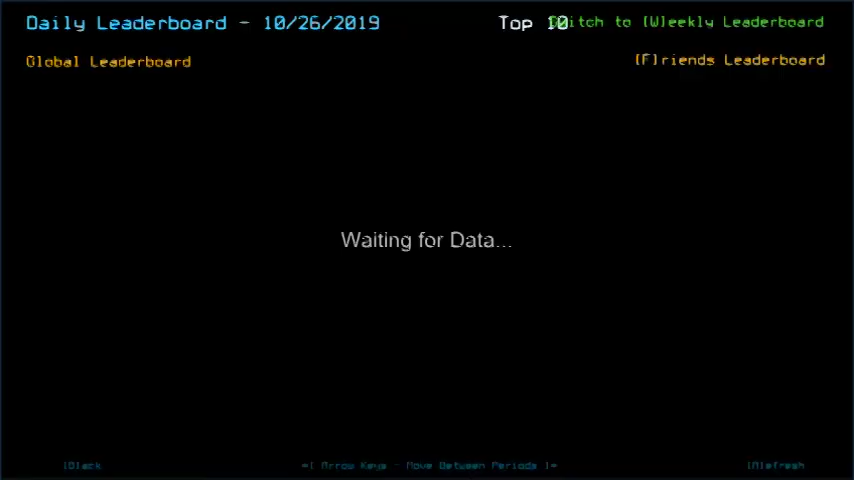 Daily Leaderboard - 10/26/2019
Top 10
Switch to [W]eekly Leaderboard
Global Leaderboard
[F]riends Leaderboard
Waiting for Data...
[B]ack
=[ Arrow Keys - Move Between Periods ]=
[R]efresh